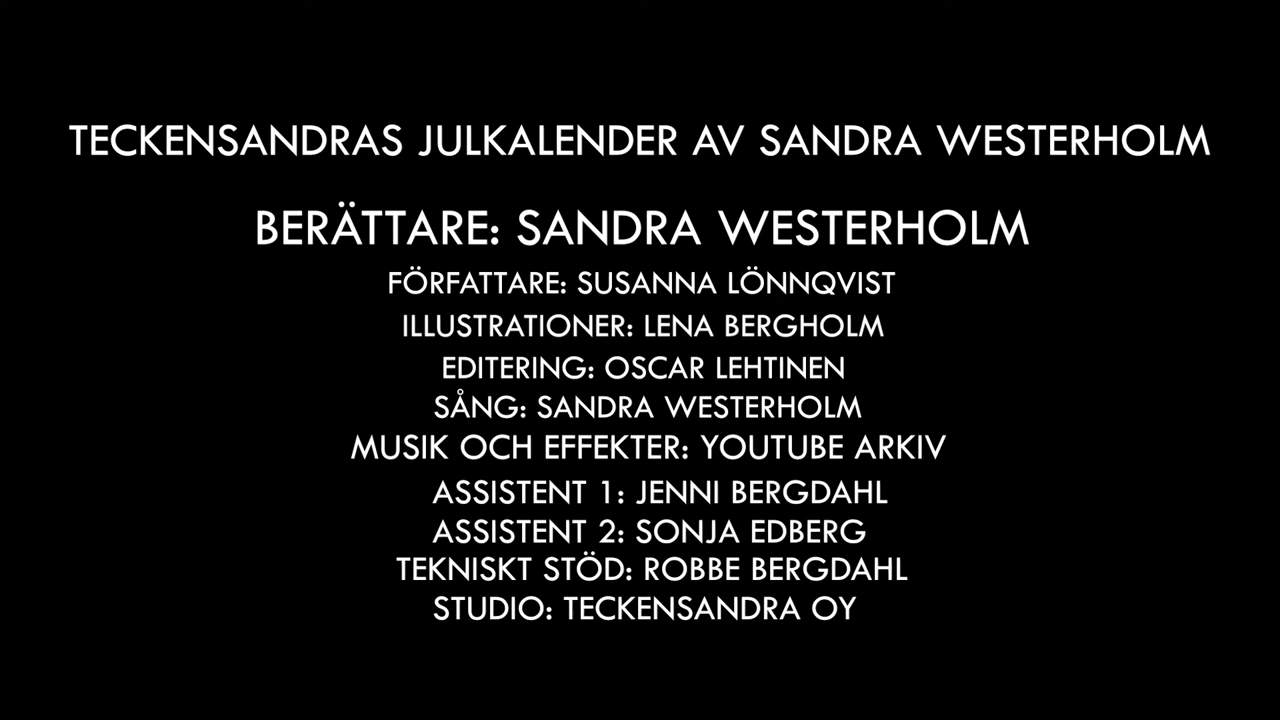 TECKENSANDRAS JULKALENDER AV SANDRA WESTERHOLM
BERÄTTARE: SANDRA WESTERHOLM
FÖRFATTARE: SUSANNA LÖNNQVIST
ILLUSTRATIONER: LENA BERGHOLM
EDITERING: OSCAR LEHTINEN
SÅNG: SANDRA WESTERHOLM
MUSIK OCH EFFEKTER: YOUTUBE ARKIV
ASSISTENT 1: JENNI BERGDAHL
ASSISTENT 2: SONJA EDBERG
TEKNISKT STÖD: ROBBE BERGDAHL
STUDIO: TECKENSANDRA OY